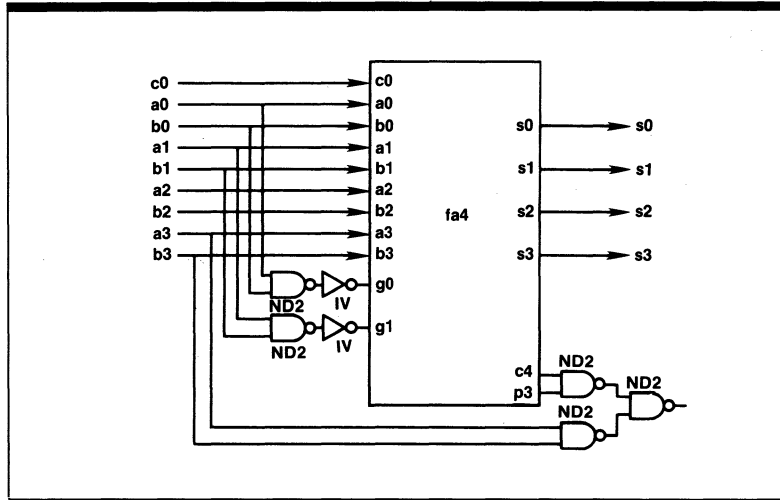 c0 c0
a0 a0
b0 b0 s0 s0
a1 a1
b1 b1 s1 s1
a2 a2
b2 b2 fa4 s2 s2
a3 a3
b3 b3 s3 s3
g0
ND2 IV
g1
ND2 IV
c4 ND2 ND2
p3
ND2